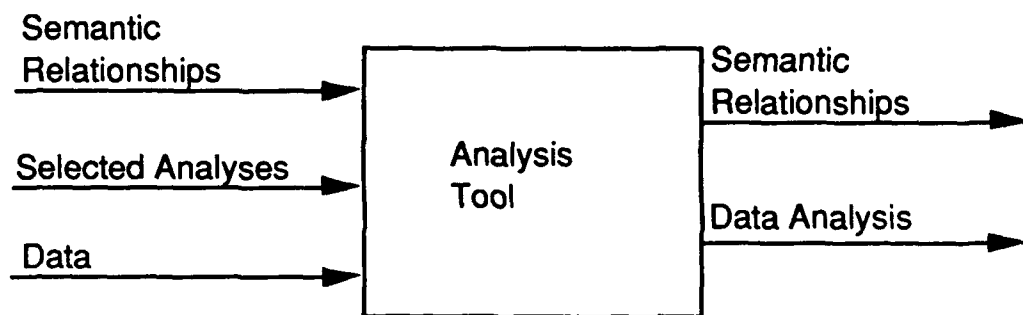 Semantic
Relationships
Selected Analyses
Data
Analysis
Tool
Semantic
Relationships
Data Analysis